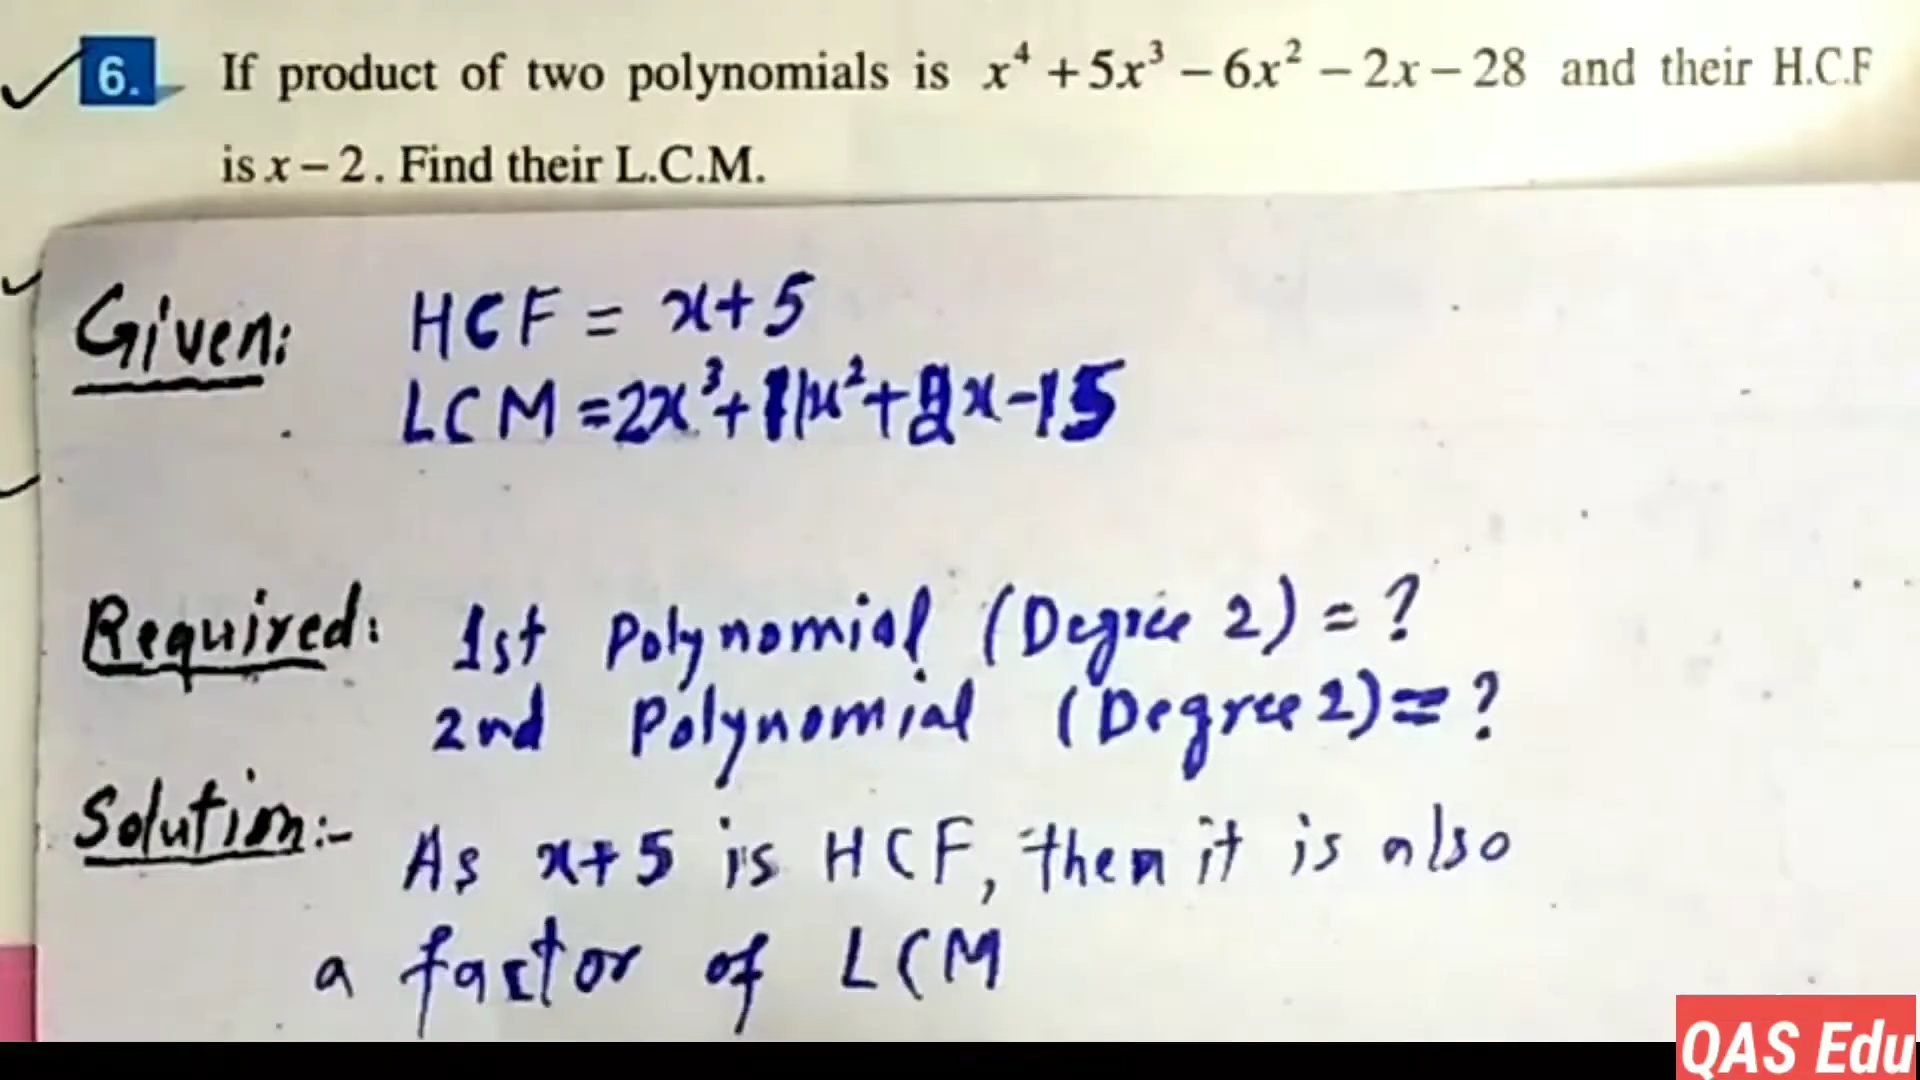 6. If product of two polynomials is x⁴ + 5x³ – 6x² – 2x – 28 and their H.C.F
is x – 2. Find their L.C.M.
Given: HCF = x+5
LCM = 2x³ + 11x² + 2x - 15
Required: 1st Polynomial (Degree 2) = ?
2nd Polynomial (Degree 2) = ?
Solution:- As x+5 is HCF, then it is also
a factor of LCM
QAS Edu